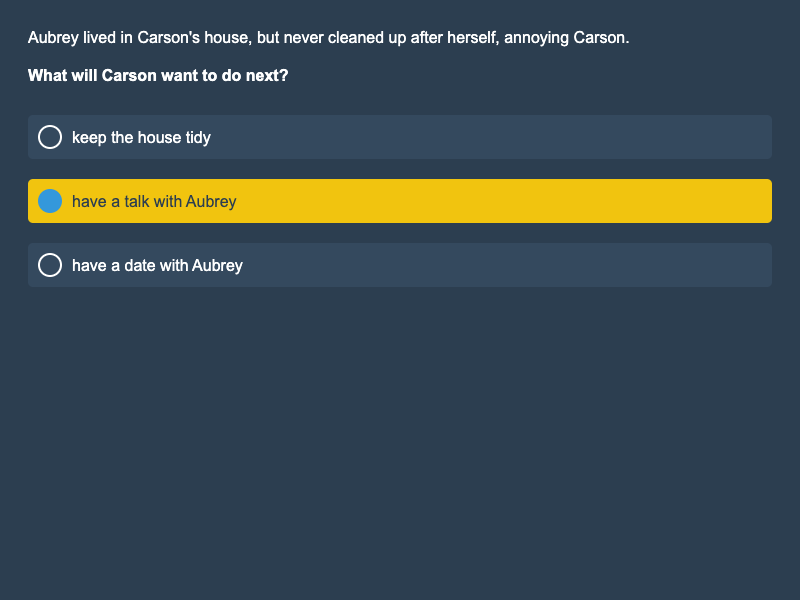 Aubrey lived in Carson's house, but never cleaned up after herself, annoying Carson.
What will Carson want to do next?
keep the house tidy
have a talk with Aubrey
have a date with Aubrey